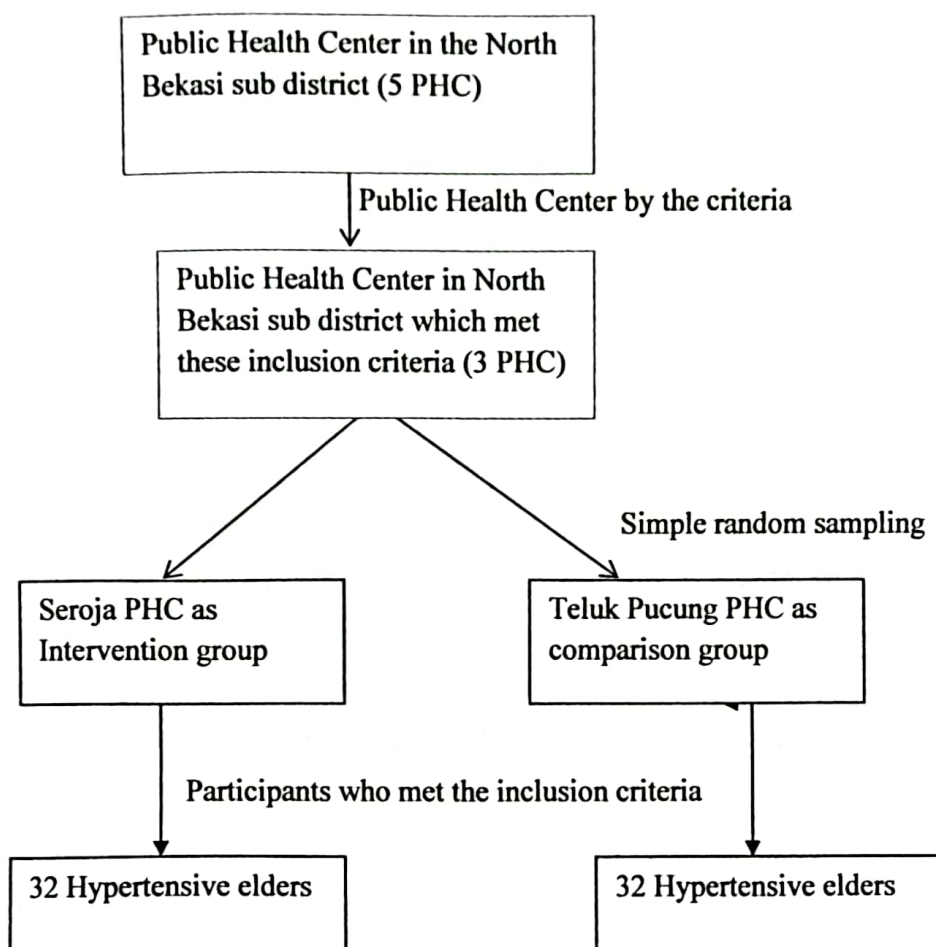 Public Health Center in the North
Bekasi sub district (5 PHC)
Public Health Center by the criteria
Public Health Center in North
Bekasi sub district which met
these inclusion criteria (3 PHC)
Simple random sampling
Seroja PHC as
Intervention group
Teluk Pucung PHC as
comparison group
Participants who met the inclusion criteria
32 Hypertensive elders
32 Hypertensive elders